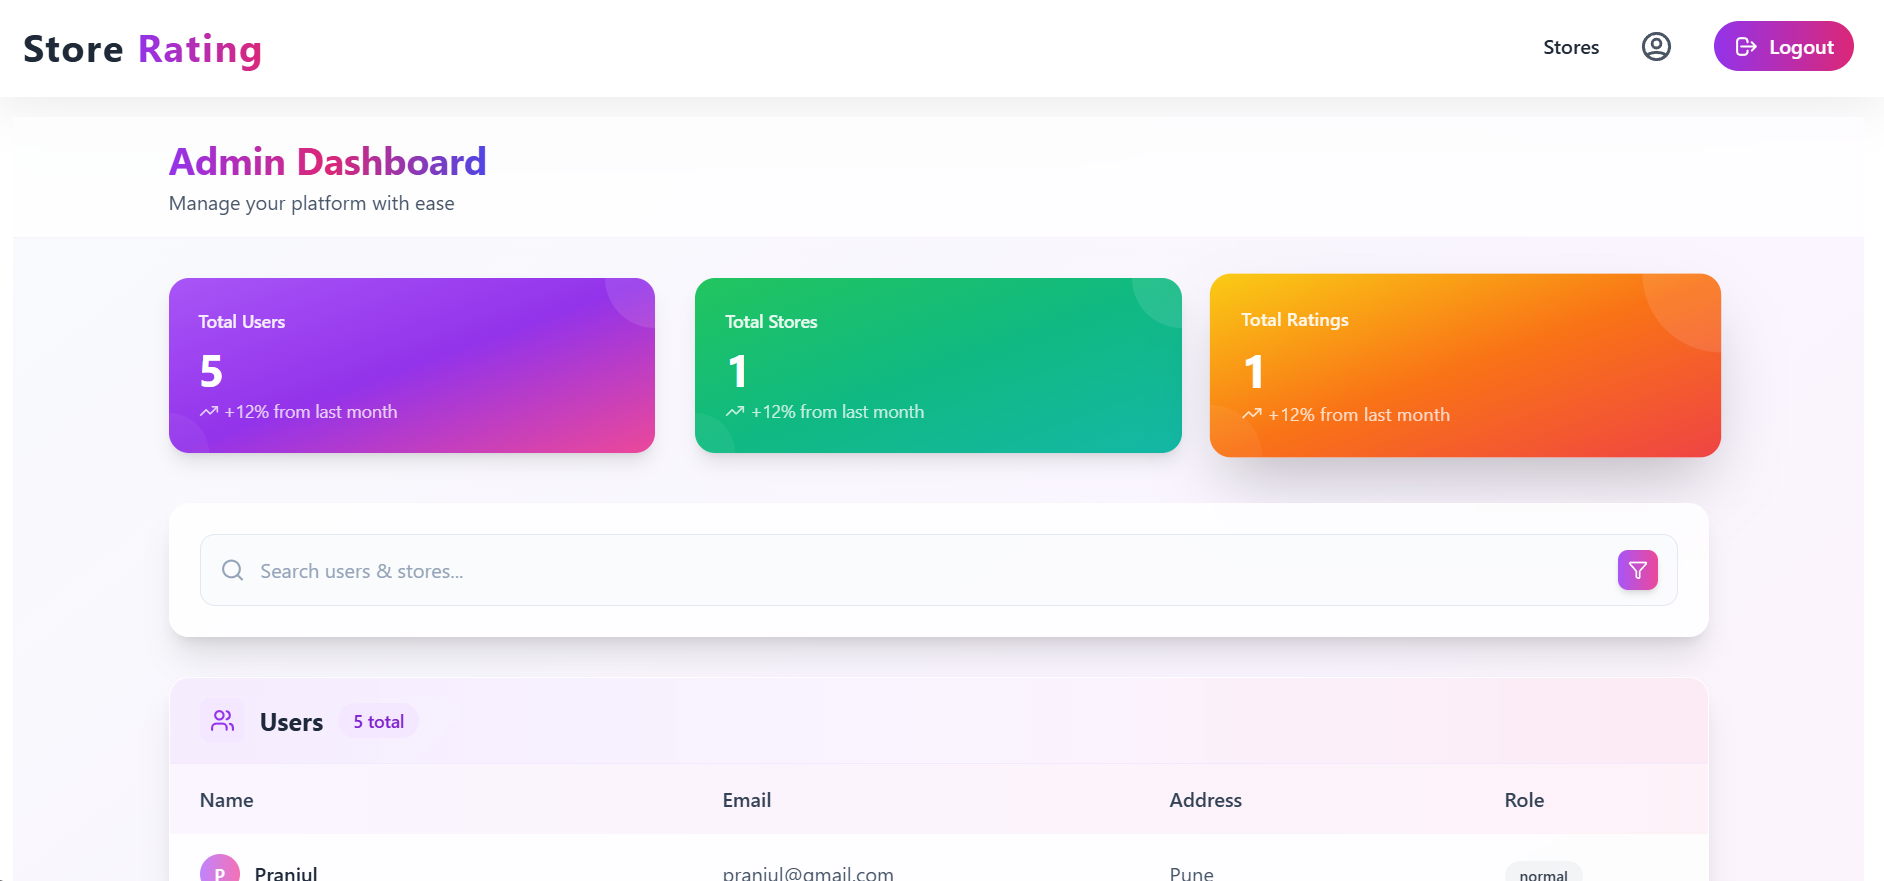 Store Rating
Stores
Logout
Admin Dashboard
Manage your platform with ease
Total Users
5
+12% from last month
Total Stores
1
+12% from last month
Total Ratings
1
+12% from last month
Search users & stores...
Users 5 total
Name Email Address Role
P Pranjul pranjul@gmail.com Pune normal